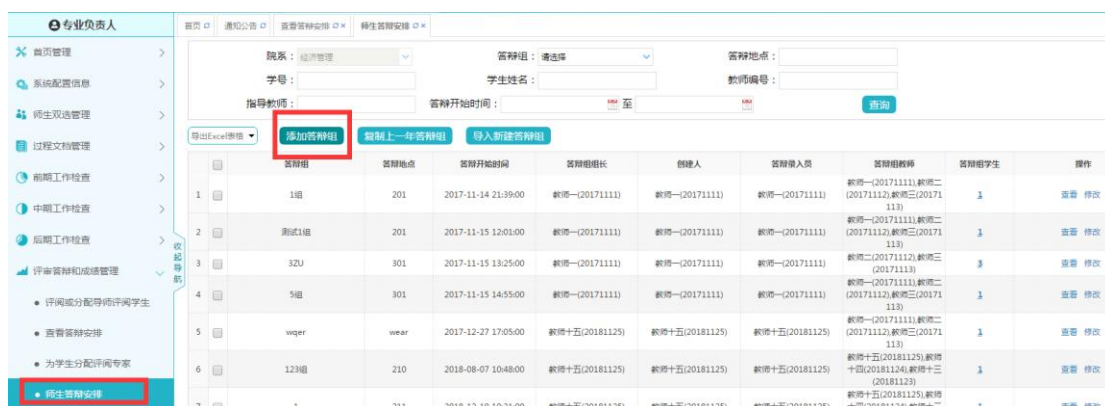 专业负责人
首页 通知公告 查看答辩安排 × 师生答辩安排 ×
首页管理
系统配置信息
师生双选管理
过程文档管理
前期工作检查
中期工作检查
后期工作检查
评审答辩和成绩管理
评阅或分配导师评阅学生
查看答辩安排
为学生分配评阅专家
师生答辩安排
收起导航
院系： 经济管理 答辩组： 请选择 答辩地点：
学号： 学生姓名： 教师编号：
指导教师： 答辩开始时间： 至 查询
导出Excel表格 添加答辩组 复制上一年答辩组 导入新建答辩组
答辩组 答辩地点 答辩开始时间 答辩组组长 创建人 答辩录入员 答辩组教师 答辩组学生 操作
1 1组 201 2017-11-14 21:39:00 教师一(20171111) 教师一(20171111) 教师一(20171111) 教师一(20171111),教师二(20171112),教师三(20171113) 1 查看 修改
2 测试1组 201 2017-11-15 12:01:00 教师一(20171111) 教师一(20171111) 教师一(20171111) 教师一(20171111),教师二(20171112),教师三(20171113) 1 查看 修改
3 3ZU 301 2017-11-15 13:25:00 教师一(20171111) 教师一(20171111) 教师一(20171111) 教师二(20171112),教师三(20171113) 3 查看 修改
4 5组 301 2017-11-15 14:55:00 教师一(20171111) 教师一(20171111) 教师一(20171111) 教师一(20171111),教师二(20171112),教师三(20171113) 1 查看 修改
5 wqer wear 2017-12-27 17:05:00 教师十五(20181125) 教师十五(20181125) 教师十五(20181125) 教师一(20171111),教师二(20171112),教师三(20171113) 1 查看 修改
6 123组 210 2018-08-07 10:48:00 教师十五(20181125) 教师十五(20181125) 教师十五(20181125) 教师十五(20181125),教师十四(20181124),教师十三(20181123) 1 查看 修改
教师十五(20181125),教师